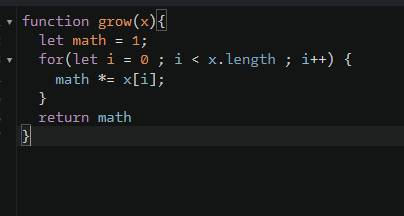 function grow(x){
  let math = 1;
  for(let i = 0 ; i < x.length ; i++) {
    math *= x[i];
  }
  return math
}